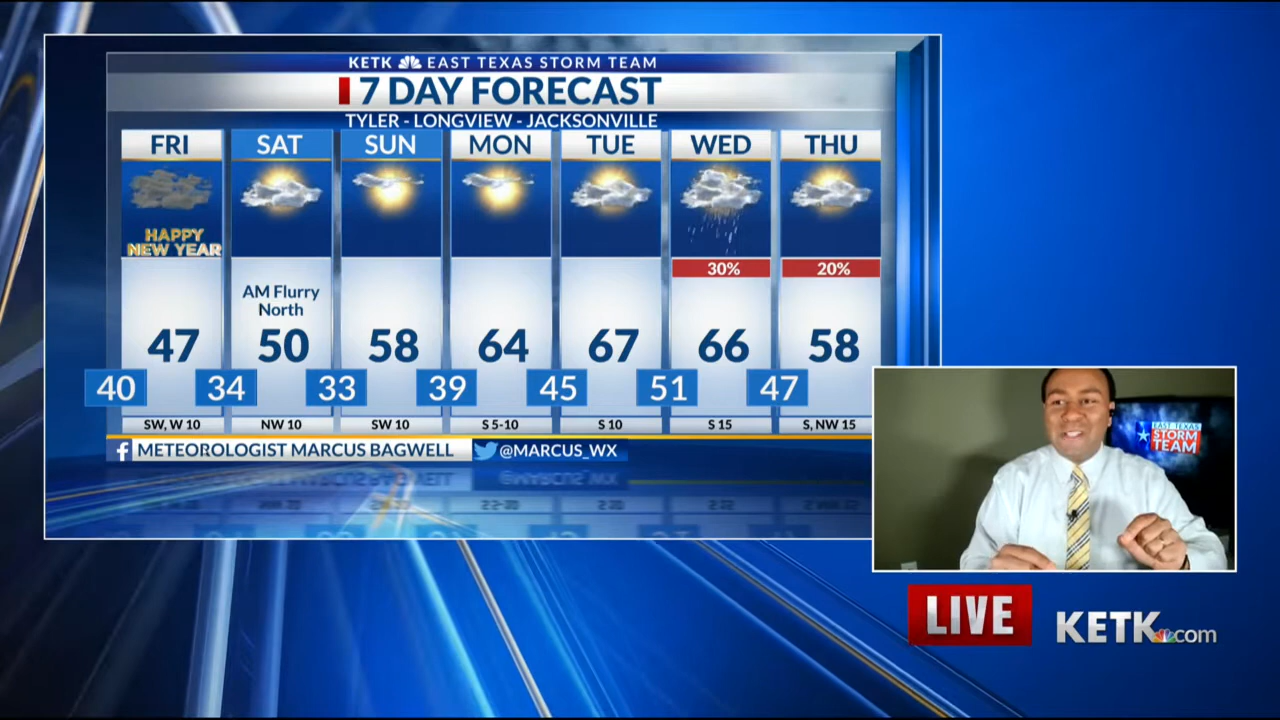 KETK EAST TEXAS STORM TEAM
7 DAY FORECAST
TYLER - LONGVIEW - JACKSONVILLE
FRI SAT SUN MON TUE WED THU
HAPPY
NEW YEAR
30% 20%
AM Flurry
North
47 50 58 64 67 66 58
40 34 33 39 45 51 47
SW, W 10 NW 10 SW 10 S 5-10 S 10 S 15 S, NW 15
METEOROLOGIST MARCUS BAGWELL @MARCUS_WX
EAST TEXAS
STORM
TEAM
LIVE
KETK.com